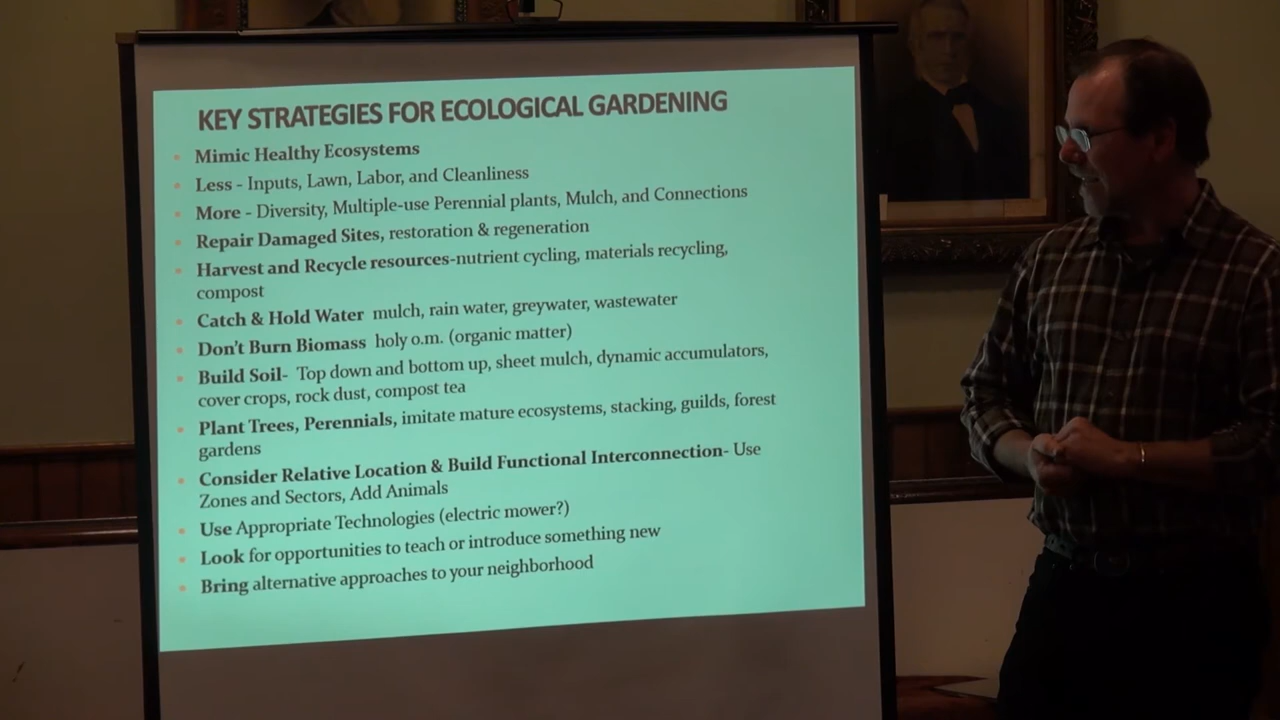 KEY STRATEGIES FOR ECOLOGICAL GARDENING
Mimic Healthy Ecosystems
Less - Inputs, Lawn, Labor, and Cleanliness
More - Diversity, Multiple-use Perennial plants, Mulch, and Connections
Repair Damaged Sites, restoration & regeneration
Harvest and Recycle resources-nutrient cycling, materials recycling,
compost
Catch & Hold Water mulch, rain water, greywater, wastewater
Don't Burn Biomass holy o.m. (organic matter)
Build Soil- Top down and bottom up, sheet mulch, dynamic accumulators,
cover crops, rock dust, compost tea
Plant Trees, Perennials, imitate mature ecosystems, stacking, guilds, forest
gardens
Consider Relative Location & Build Functional Interconnection- Use
Zones and Sectors, Add Animals
Use Appropriate Technologies (electric mower?)
Look for opportunities to teach or introduce something new
Bring alternative approaches to your neighborhood